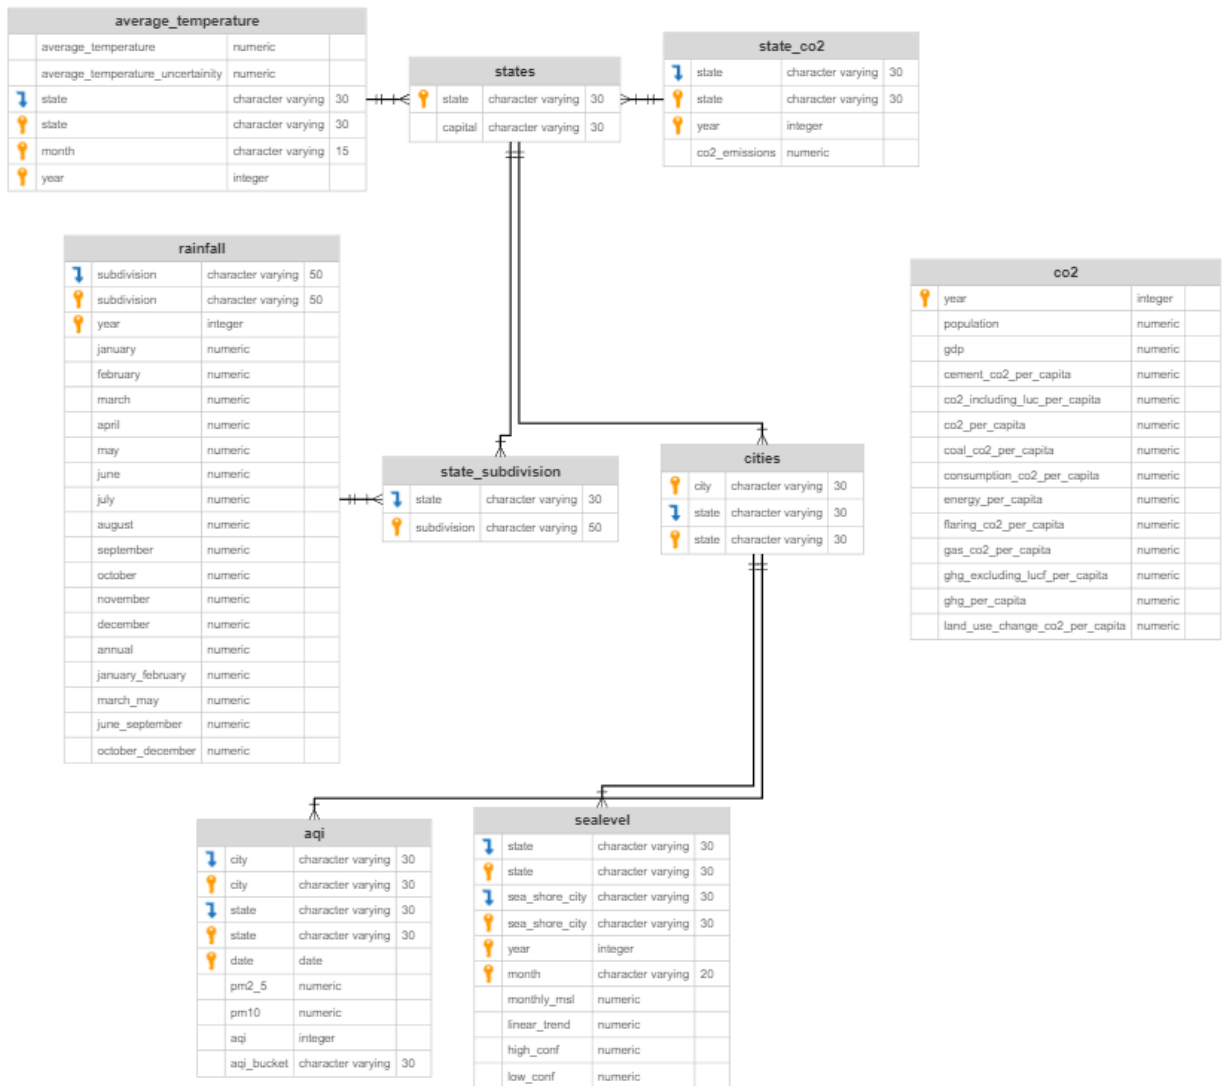 average_temperature
average_temperature numeric
average_temperature_uncertainity numeric
state character varying 30
state character varying 30
month character varying 15
year integer
states
state character varying 30
capital character varying 30
state_co2
state character varying 30
state character varying 30
year integer
co2_emissions numeric
rainfall
subdivision character varying 50
subdivision character varying 50
year integer
january numeric
february numeric
march numeric
april numeric
may numeric
june numeric
july numeric
august numeric
september numeric
october numeric
november numeric
december numeric
annual numeric
january_february numeric
march_may numeric
june_september numeric
october_december numeric
co2
year integer
population numeric
gdp numeric
cement_co2_per_capita numeric
co2_including_luc_per_capita numeric
co2_per_capita numeric
coal_co2_per_capita numeric
consumption_co2_per_capita numeric
energy_per_capita numeric
flaring_co2_per_capita numeric
gas_co2_per_capita numeric
ghg_excluding_lucf_per_capita numeric
ghg_per_capita numeric
land_use_change_co2_per_capita numeric
state_subdivision
state character varying 30
subdivision character varying 50
cities
city character varying 30
state character varying 30
state character varying 30
aqi
city character varying 30
city character varying 30
state character varying 30
state character varying 30
date date
pm2_5 numeric
pm10 numeric
aqi integer
aqi_bucket character varying 30
sealevel
state character varying 30
state character varying 30
sea_shore_city character varying 30
sea_shore_city character varying 30
year integer
month character varying 20
monthly_msl numeric
linear_trend numeric
high_conf numeric
low_conf numeric